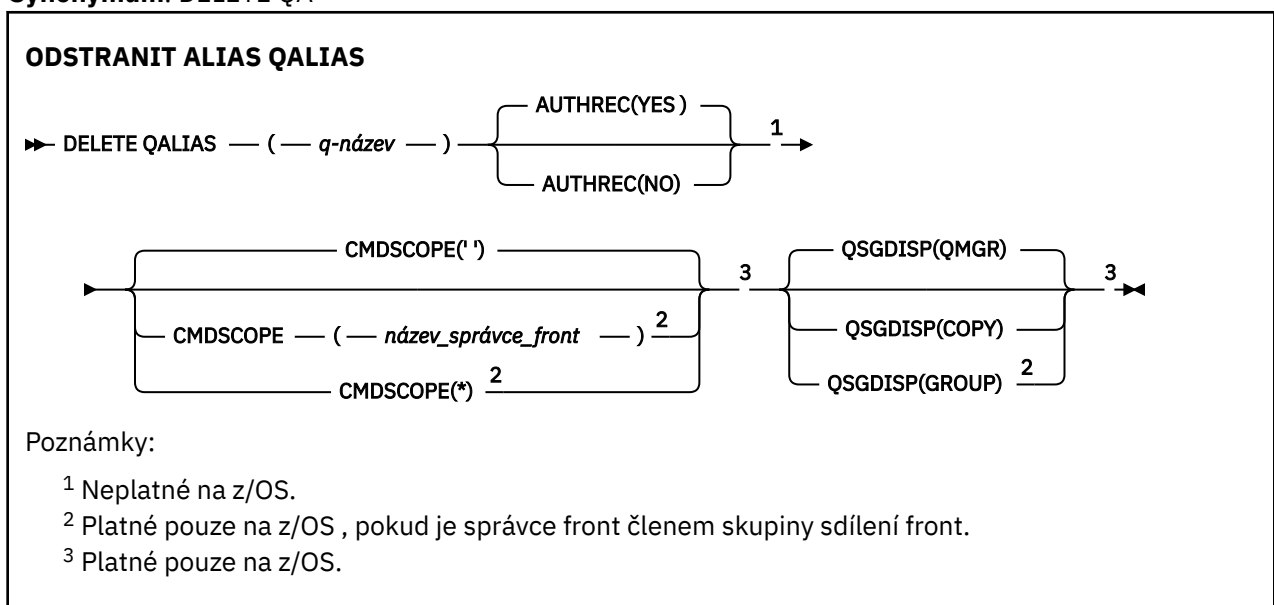 Synonymum: DELETE QA
ODSTRANIT ALIAS QALIAS
DELETE QALIAS ( q-název ) AUTHREC(YES ) 1
AUTHREC(NO)
CMDSCOPE(' ') 3 QSGDISP(QMGR) 3
CMDSCOPE ( název_správce_front ) 2 QSGDISP(COPY)
CMDSCOPE(*) 2 QSGDISP(GROUP) 2
Poznámky:
1 Neplatné na z/OS.
2 Platné pouze na z/OS , pokud je správce front členem skupiny sdílení front.
3 Platné pouze na z/OS.